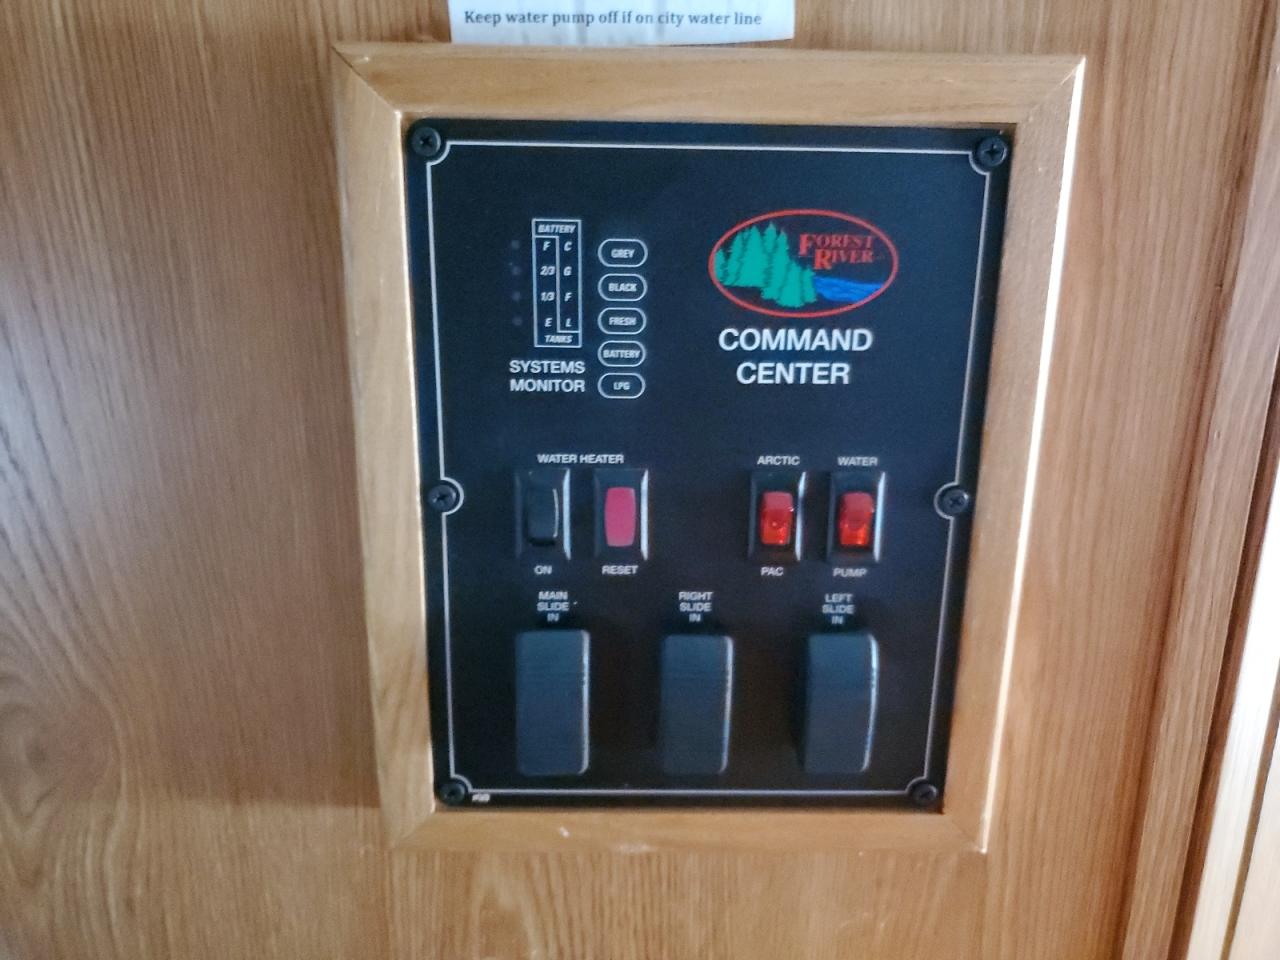 Keep water pump off if on city water line
BATTERY
F C
2/3 G
1/3 F
E L
TANKS
SYSTEMS
MONITOR
GREY
BLACK
FRESH
BATTERY
LPG
FOREST
RIVER
COMMAND
CENTER
WATER HEATER
ON
RESET
ARCTIC
PAC
WATER
PUMP
MAIN
SLIDE
IN
RIGHT
SLIDE
IN
LEFT
SLIDE
IN